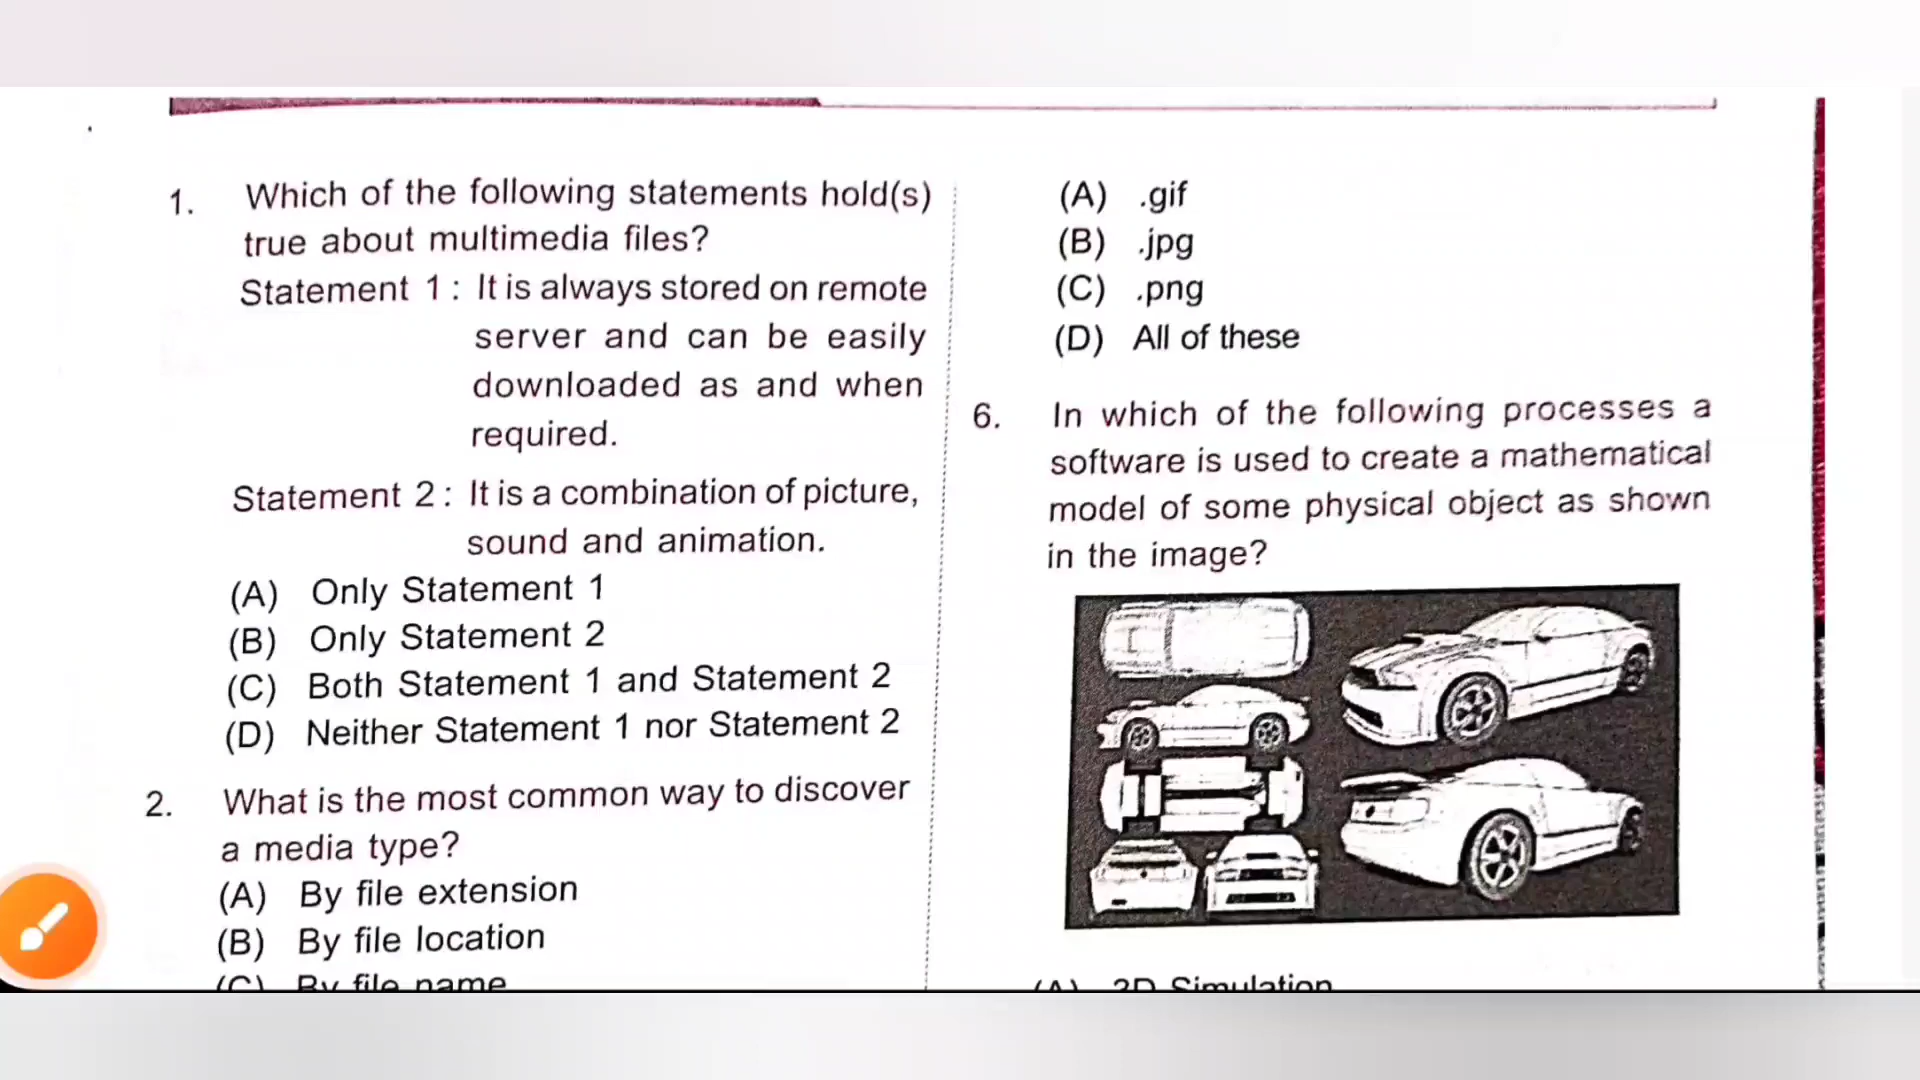 1. Which of the following statements hold(s)
true about multimedia files?
Statement 1 : It is always stored on remote
server and can be easily
downloaded as and when
required.
Statement 2 : It is a combination of picture,
sound and animation.
(A) Only Statement 1
(B) Only Statement 2
(C) Both Statement 1 and Statement 2
(D) Neither Statement 1 nor Statement 2
2. What is the most common way to discover
a media type?
(A) By file extension
(B) By file location
(C) By file name
(A) .gif
(B) .jpg
(C) .png
(D) All of these
6. In which of the following processes a
software is used to create a mathematical
model of some physical object as shown
in the image?
(A) Simulation